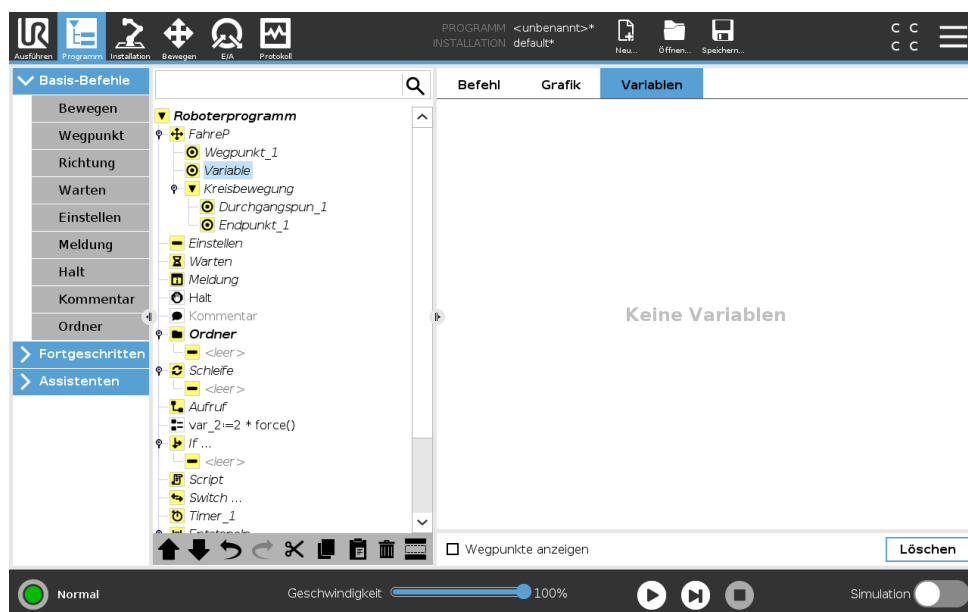 UR
PROGRAMM <unbenannt>*
INSTALLATION default*
C C
C C
Ausführen Programm Installation Bewegen E/A Protokoll Neu... Öffnen... Speichern...
Basis-Befehle
Bewegen
Wegpunkt
Richtung
Warten
Einstellen
Meldung
Halt
Kommentar
Ordner
Fortgeschritten
Assistenten
Roboterprogramm
FahreP
Wegpunkt_1
Variable
Kreisbewegung
Durchgangspun_1
Endpunkt_1
Einstellen
Warten
Meldung
Halt
Kommentar
Ordner
<leer>
Schleife
<leer>
Aufruf
var_2:=2 * force()
If ...
<leer>
Script
Switch ...
Timer_1
Befehl Grafik Variablen
Keine Variablen
Wegpunkte anzeigen Löschen
Normal Geschwindigkeit 100% Simulation